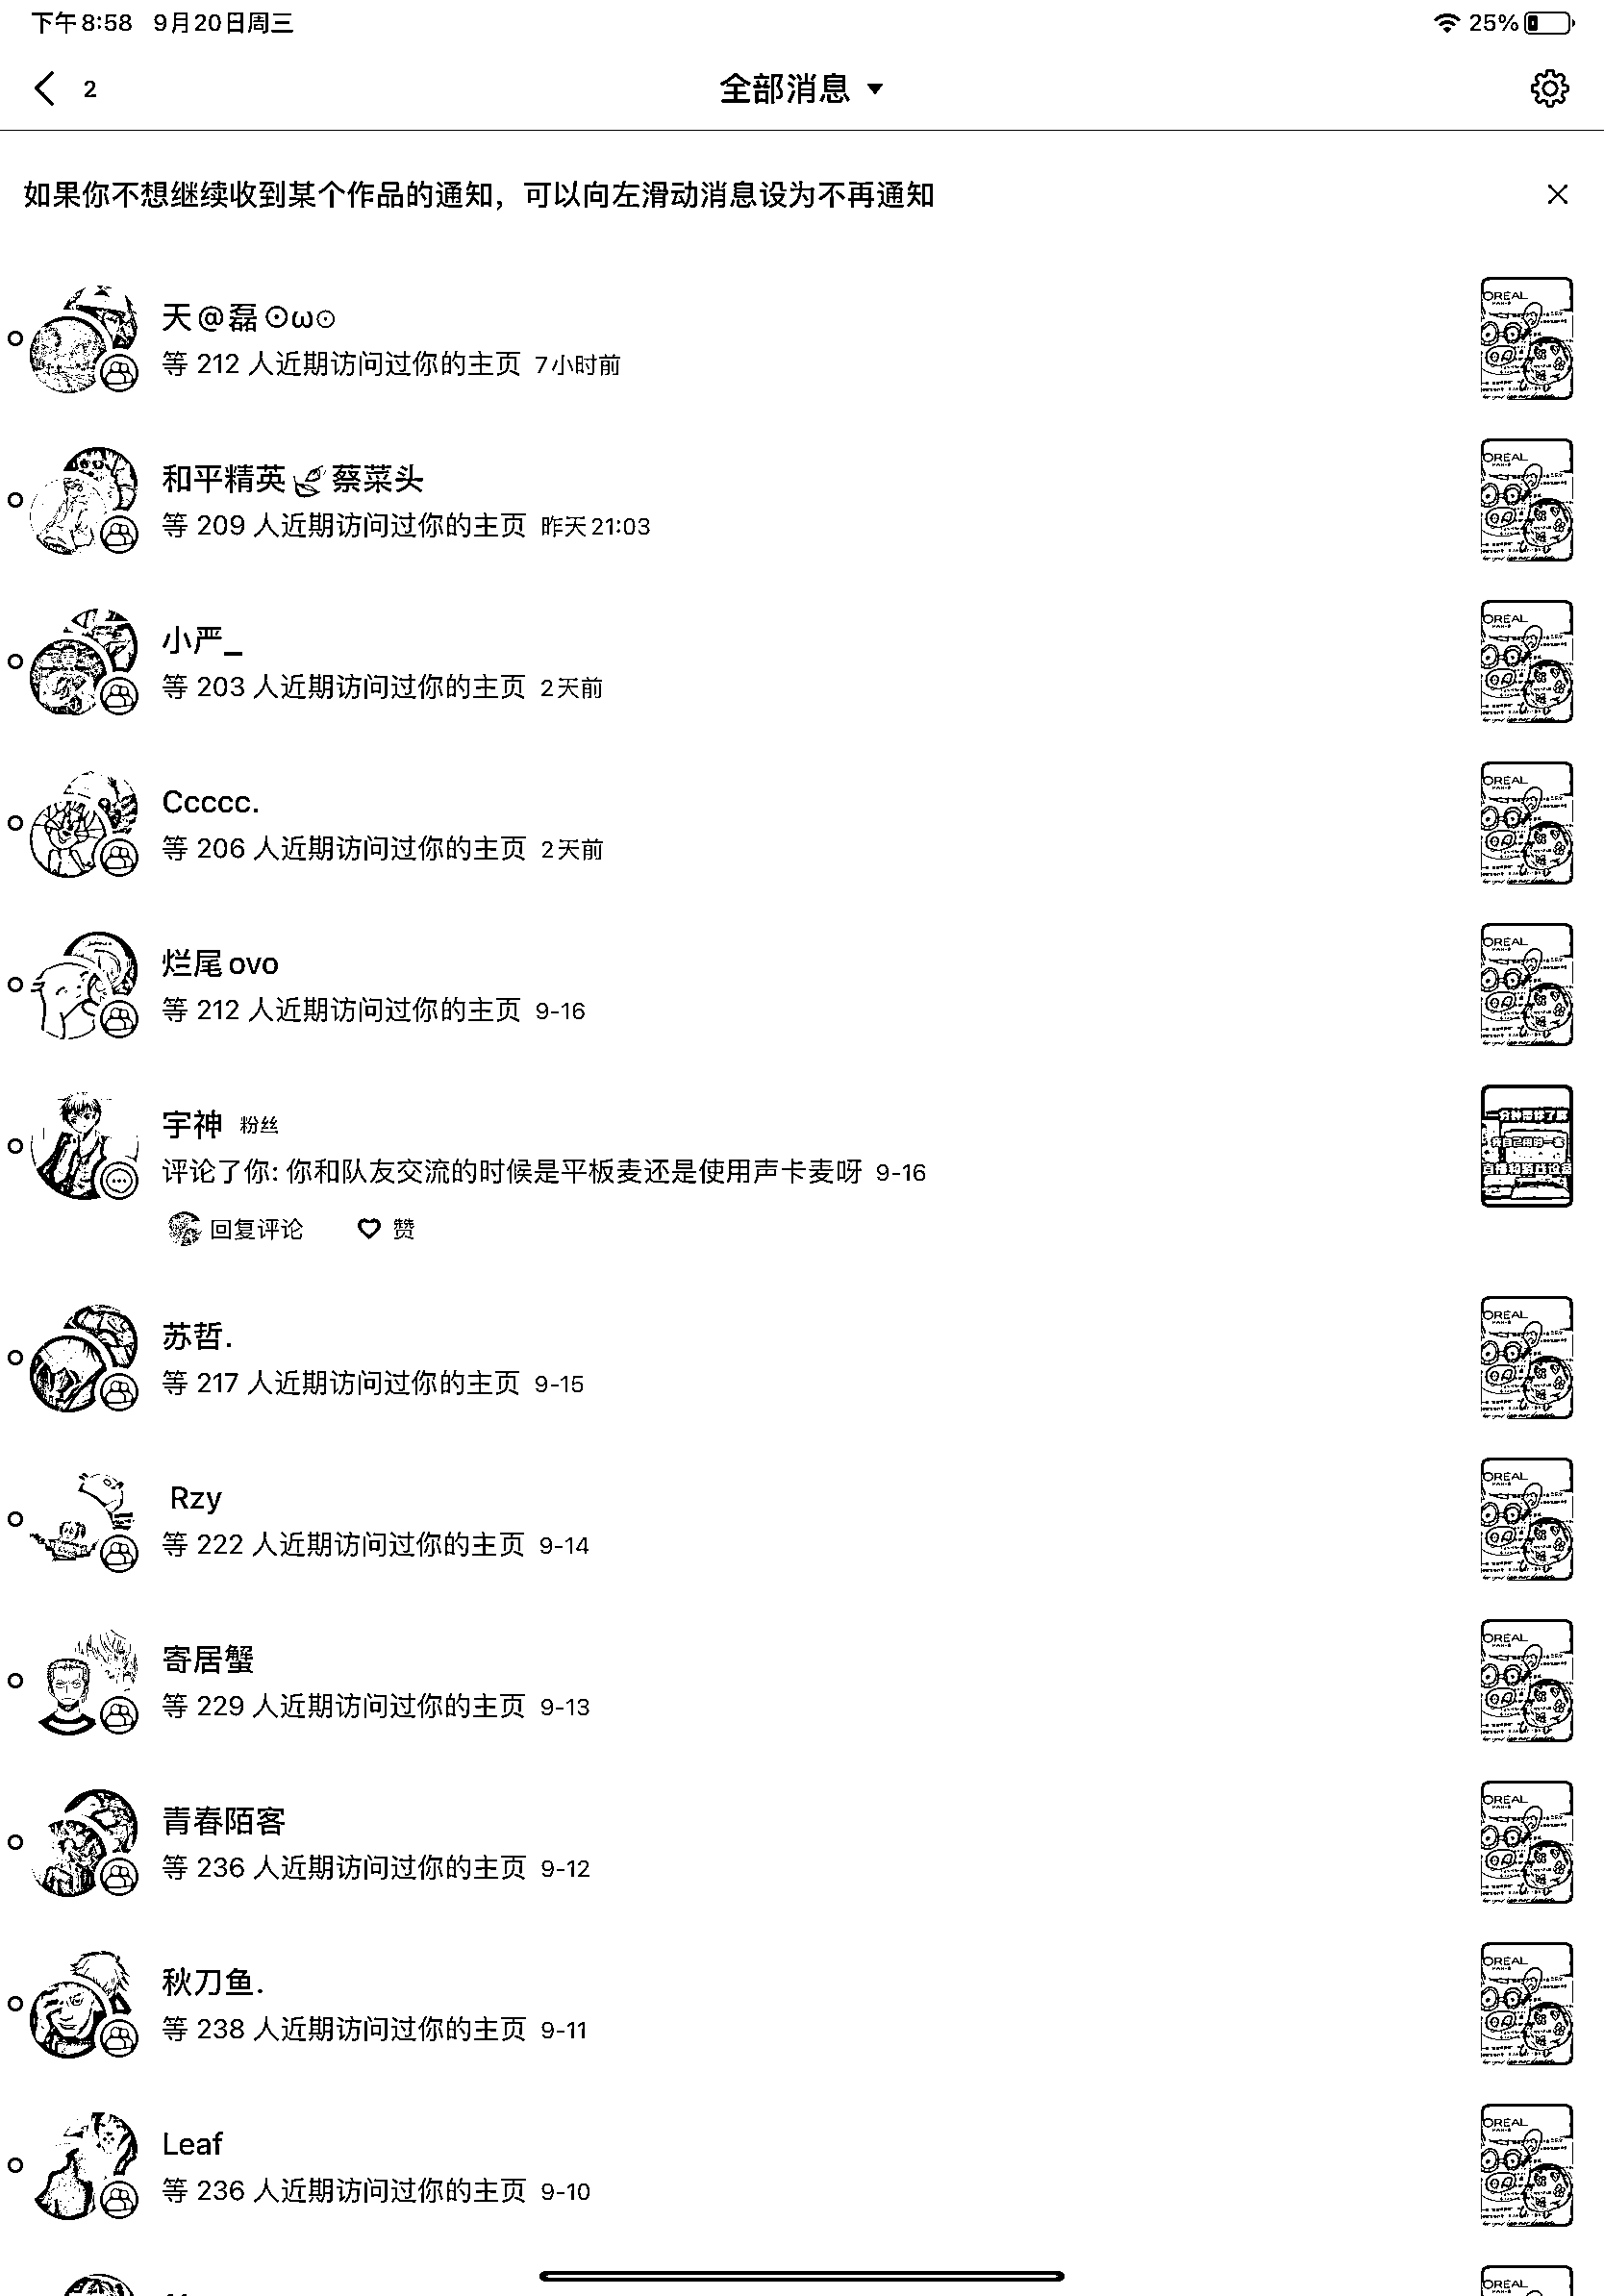 下午8:58 9月20日周三 25%
2 全部消息
如果你不想继续收到某个作品的通知，可以向左滑动消息设为不再通知
天@磊⊙ω⊙
等 212 人近期访问过你的主页 7小时前
和平精英 蔡菜头
等 209 人近期访问过你的主页 昨天21:03
小严_
等 203 人近期访问过你的主页 2天前
Ccccc.
等 206 人近期访问过你的主页 2天前
烂尾ovo
等 212 人近期访问过你的主页 9-16
宇神 粉丝
评论了你: 你和队友交流的时候是平板麦还是使用声卡麦呀 9-16
回复评论 赞
苏哲.
等 217 人近期访问过你的主页 9-15
Rzy
等 222 人近期访问过你的主页 9-14
寄居蟹
等 229 人近期访问过你的主页 9-13
青春陌客
等 236 人近期访问过你的主页 9-12
秋刀鱼.
等 238 人近期访问过你的主页 9-11
Leaf
等 236 人近期访问过你的主页 9-10